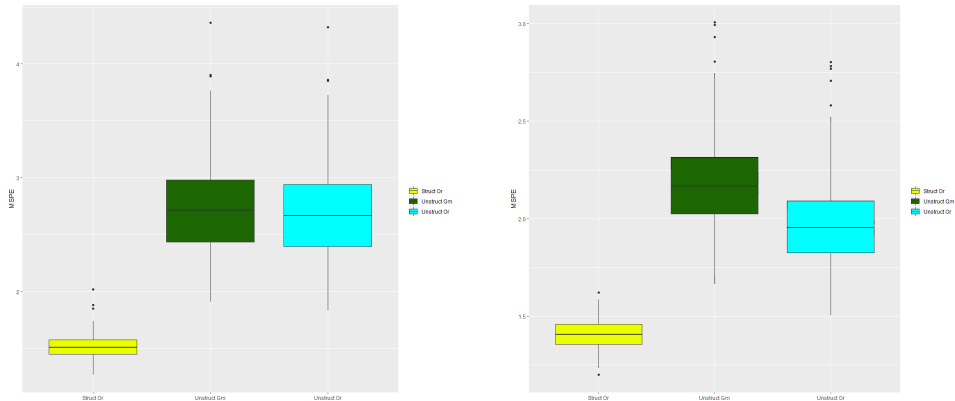 4
3
2
MSPE
Struct Or
Unstruct Gm
Unstruct Or
Struct Or
Unstruct Gm
Unstruct Or
3.0
2.5
2.0
1.5
MSPE
Struct Or
Unstruct Gm
Unstruct Or
Struct Or
Unstruct Gm
Unstruct Or